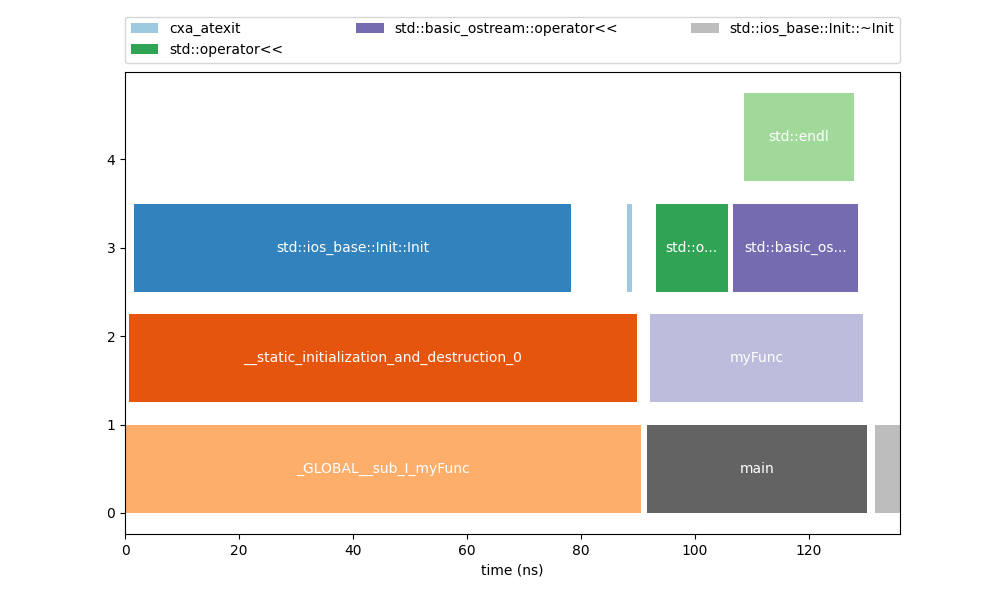 cxa_atexit
std::operator<<
std::basic_ostream::operator<<
std::ios_base::Init::~Init
std::endl
4
std::ios_base::Init::Init
std::o...
std::basic_os...
3
__static_initialization_and_destruction_0
myFunc
2
_GLOBAL__sub_I_myFunc
main
1
0
0 20 40 60 80 100 120
time (ns)